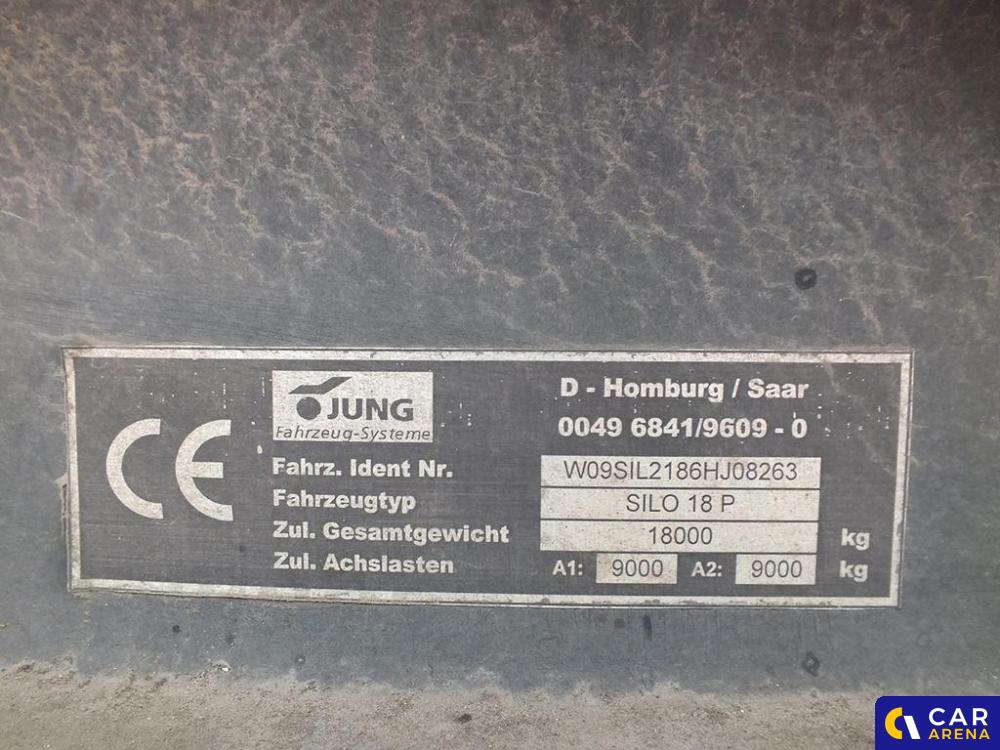 CE
JUNG
Fahrzeug-Systeme
D - Homburg / Saar
0049 6841/9609 - 0
Fahrz. Ident Nr. W09SIL2186HJ08263
Fahrzeugtyp SILO 18 P
Zul. Gesamtgewicht 18000 kg
Zul. Achslasten A1: 9000 A2: 9000 kg
CAR
ARENA